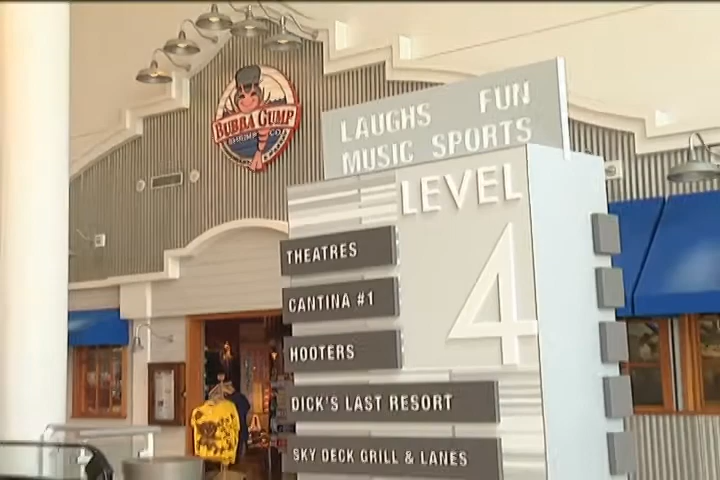 BUBBA GUMP
SHRIMP CO
LAUGHS FUN
MUSIC SPORTS
LEVEL
4
THEATRES
CANTINA #1
HOOTERS
DICK'S LAST RESORT
SKY DECK GRILL & LANES